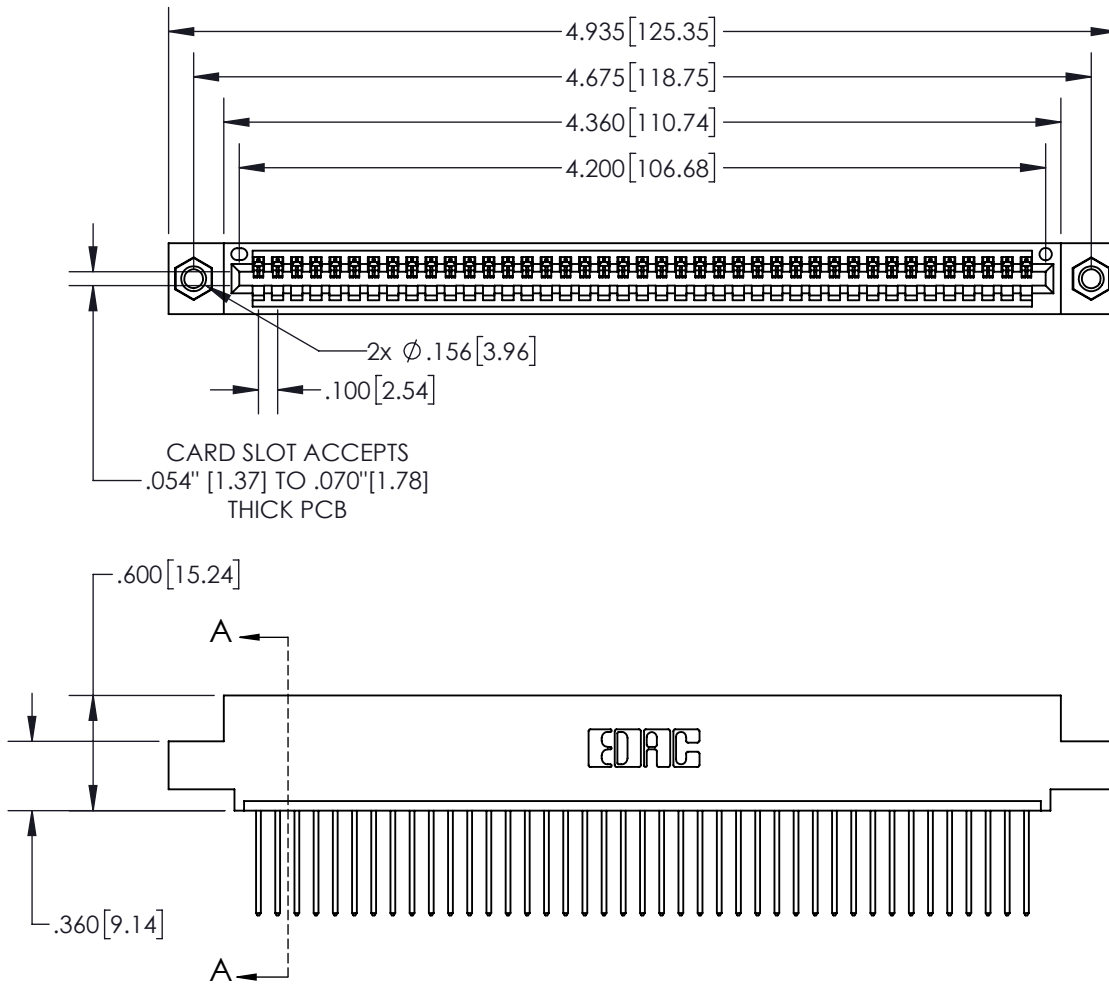 4.935[125.35]
4.675[118.75]
4.360[110.74]
4.200[106.68]
2x Ø.156[3.96]
.100[2.54]
CARD SLOT ACCEPTS
.054" [1.37] TO .070"[1.78]
THICK PCB
.600[15.24]
A
EDAC
.360[9.14]
A